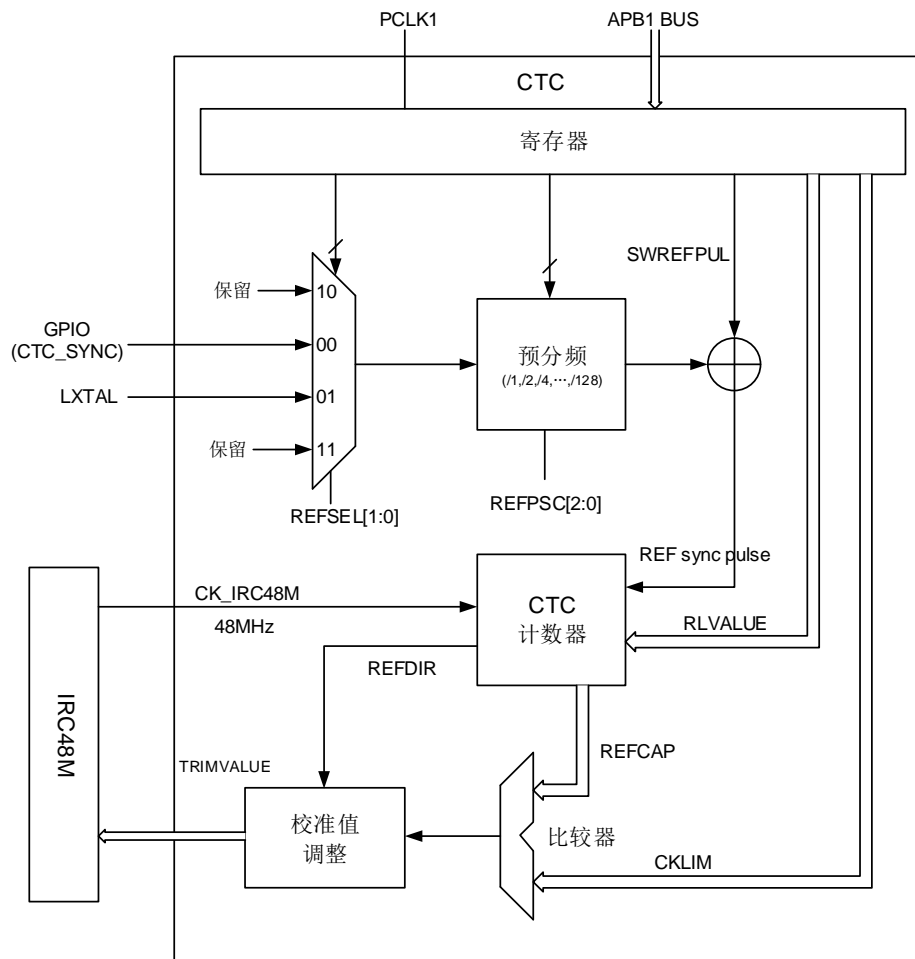 PCLK1
APB1 BUS
CTC
寄存器
SWREFPUL
保留
10
GPIO
(CTC_SYNC)
00
预分频
(/1,/2,/4,⋯,/128)
LXTAL
01
保留
11
REFSEL[1:0]
REFPSC[2:0]
REF sync pulse
CK_IRC48M
48MHz
CTC
计数器
RLVALUE
REFDIR
IRC48M
REFCAP
TRIMVALUE
校准值
调整
比较器
CKLIM